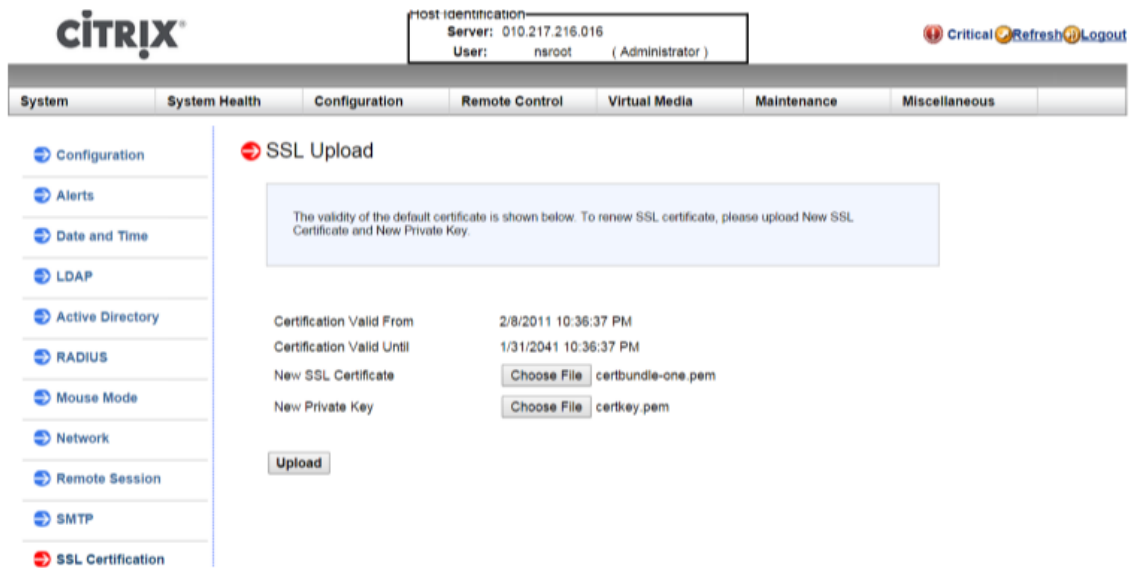 CİTRIX
Host Identification
Server: 010.217.216.016
User: nsroot ( Administrator )
Critical Refresh Logout
System System Health Configuration Remote Control Virtual Media Maintenance Miscellaneous
Configuration
Alerts
Date and Time
LDAP
Active Directory
RADIUS
Mouse Mode
Network
Remote Session
SMTP
SSL Certification
SSL Upload
The validity of the default certificate is shown below. To renew SSL certificate, please upload New SSL
Certificate and New Private Key.
Certification Valid From 2/8/2011 10:36:37 PM
Certification Valid Until 1/31/2041 10:36:37 PM
New SSL Certificate Choose File certbundle-one.pem
New Private Key Choose File certkey.pem
Upload